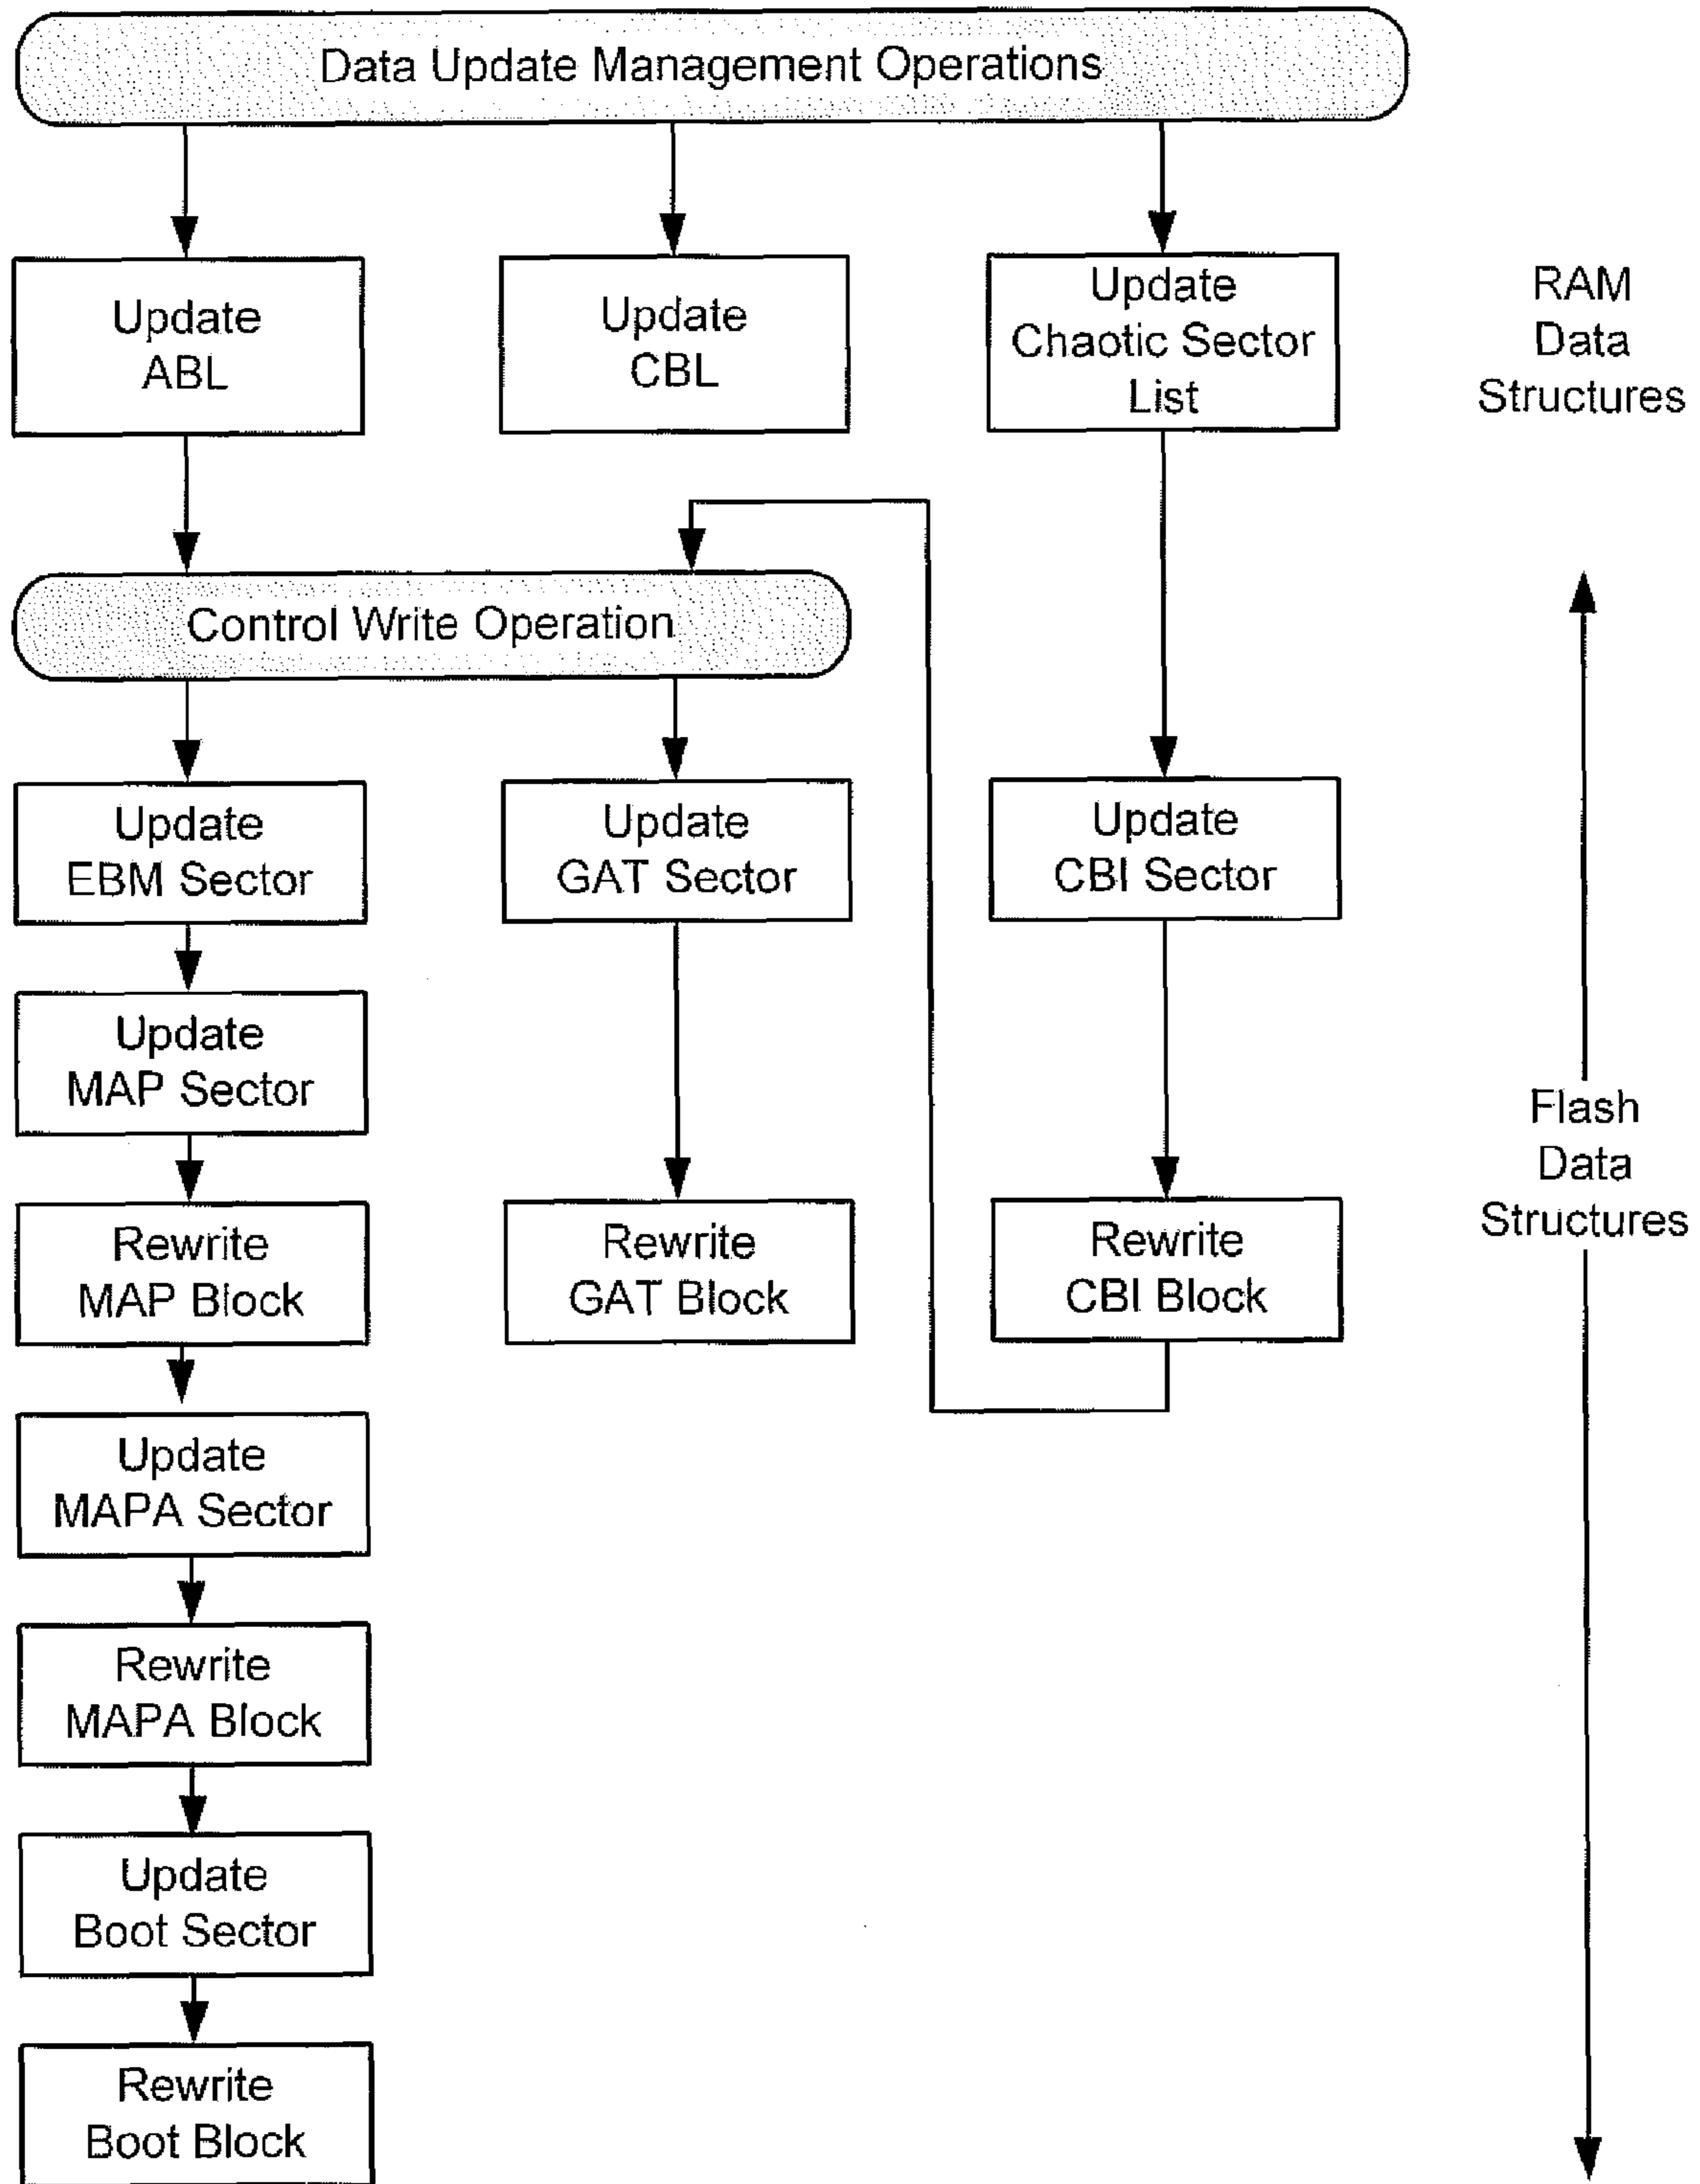 Data Update Management Operations
Update
ABL
Update
CBL
Update
Chaotic Sector
List
RAM
Data
Structures
Control Write Operation
Update
EBM Sector
Update
GAT Sector
Update
CBI Sector
Update
MAP Sector
Flash
Data
Structures
Rewrite
MAP Block
Rewrite
GAT Block
Rewrite
CBI Block
Update
MAPA Sector
Rewrite
MAPA Block
Update
Boot Sector
Rewrite
Boot Block